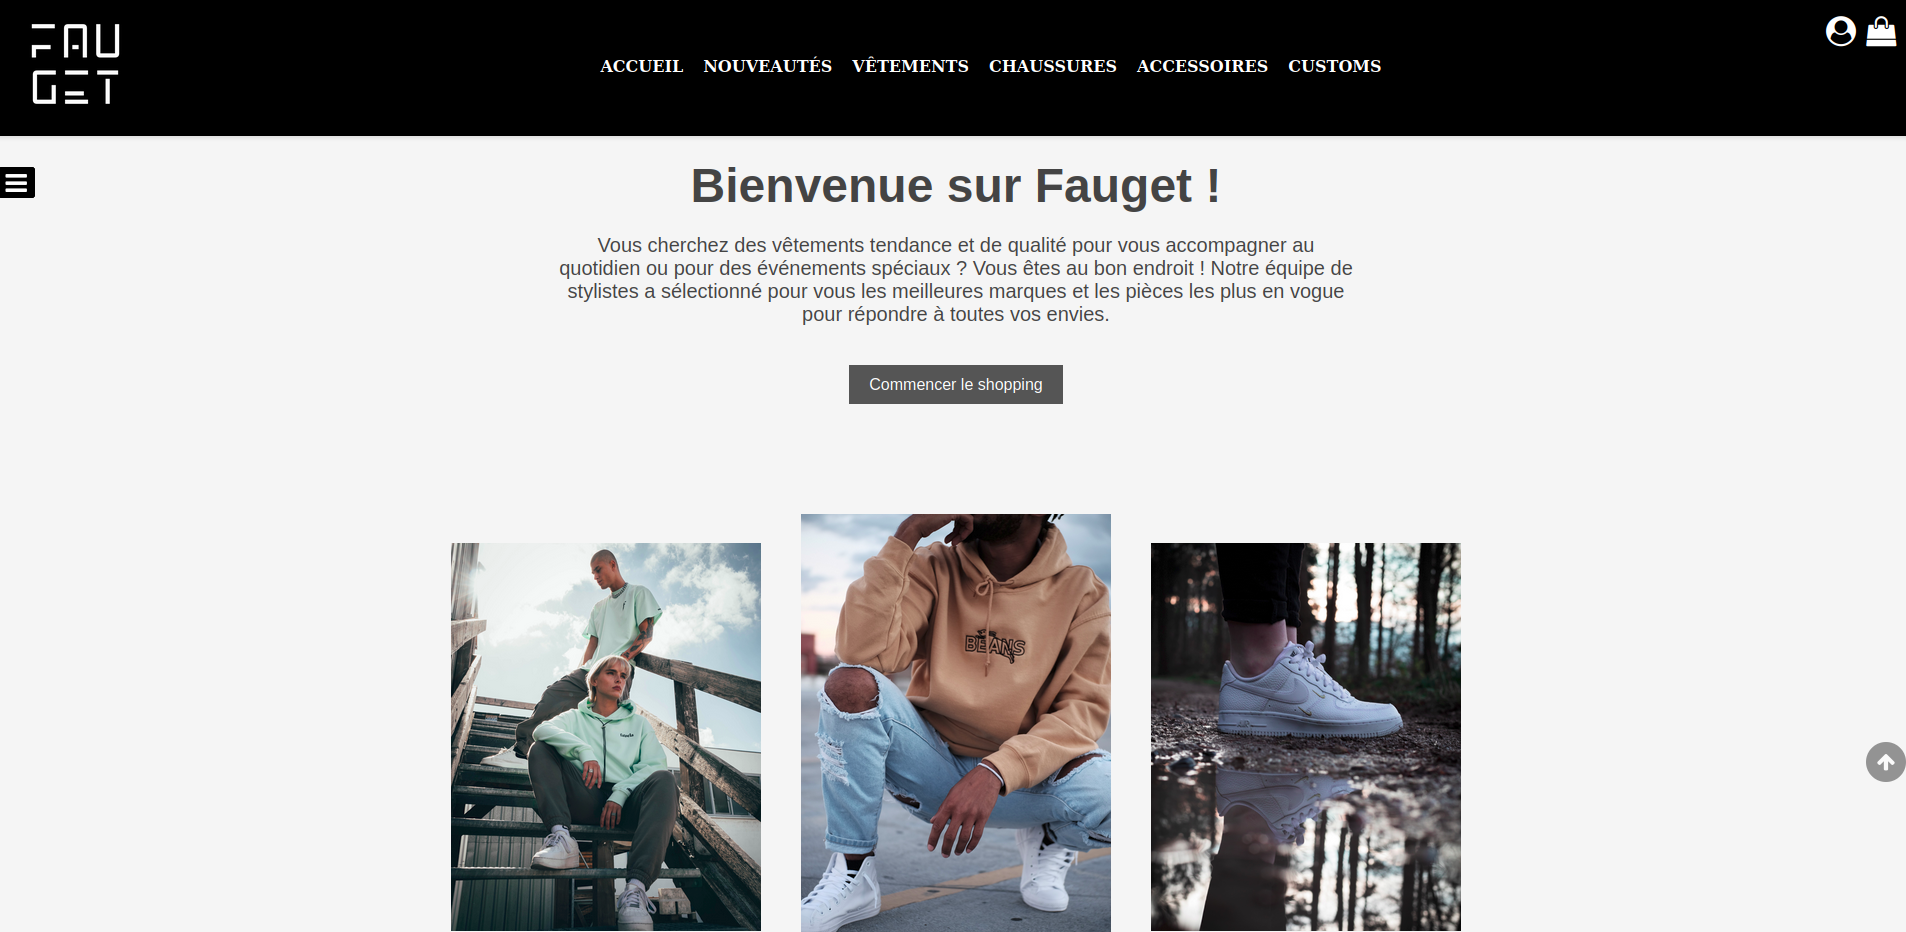 FAU
GET
ACCUEIL NOUVEAUTÉS VÊTEMENTS CHAUSSURES ACCESSOIRES CUSTOMS
Bienvenue sur Fauget !
Vous cherchez des vêtements tendance et de qualité pour vous accompagner au
quotidien ou pour des événements spéciaux ? Vous êtes au bon endroit ! Notre équipe de
stylistes a sélectionné pour vous les meilleures marques et les pièces les plus en vogue
pour répondre à toutes vos envies.
Commencer le shopping
BEANS